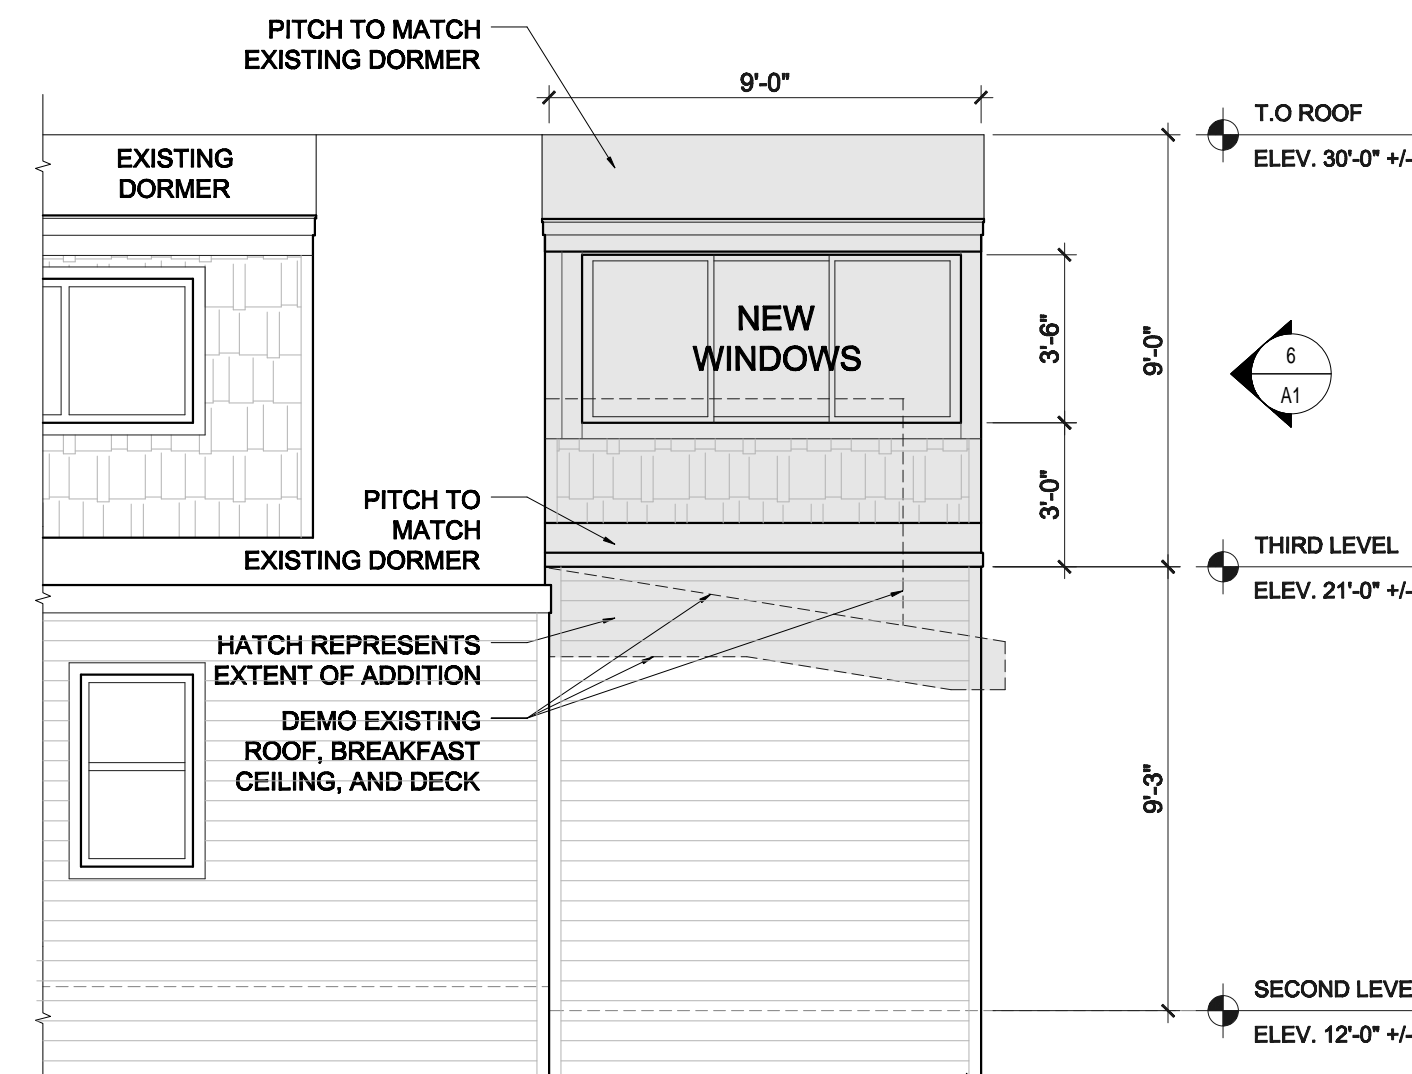 PITCH TO MATCH
EXISTING DORMER
9'-0"
T.O ROOF
ELEV. 30'-0" +/-
EXISTING
DORMER
NEW
WINDOWS
3'-6"
9'-0"
6
A1
3'-0"
PITCH TO
MATCH
EXISTING DORMER
THIRD LEVEL
ELEV. 21'-0" +/-
HATCH REPRESENTS
EXTENT OF ADDITION
DEMO EXISTING
ROOF, BREAKFAST
CEILING, AND DECK
9'-3"
SECOND LEVE
ELEV. 12'-0" +/-